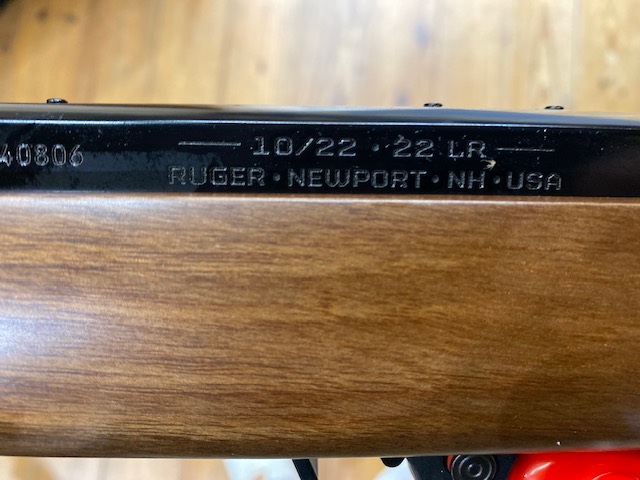 40806
10/22 · 22 LR
RUGER · NEWPORT · NH · USA